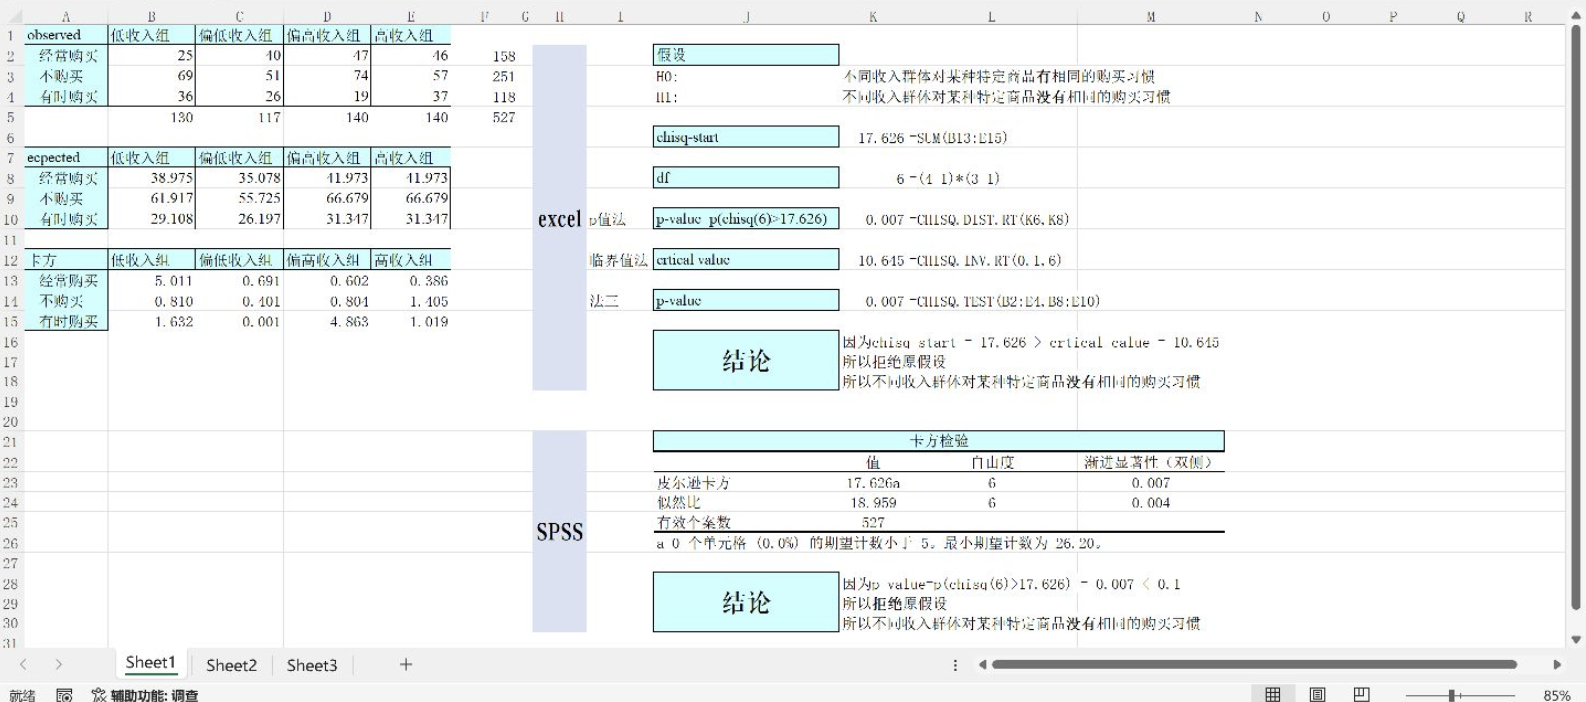 A B C D E F G H I J K L M N O P Q R
1 observed 低收入组 偏低收入组 偏高收入组 高收入组
2 经常购买 25 40 47 46 158 假设
3 不购买 69 51 74 57 251 H0: 不同收入群体对某种特定商品有相同的购买习惯
4 有时购买 36 26 19 37 118 H1: 不同收入群体对某种特定商品没有相同的购买习惯
5 130 117 140 140 527
6 chisq-start 17.626 =SUM(B13:E15)
7 ecpected 低收入组 偏低收入组 偏高收入组 高收入组
8 经常购买 38.975 35.078 41.973 41.973 df 6 =(4-1)*(3-1)
9 不购买 61.917 55.725 66.679 66.679
10 有时购买 29.108 26.197 31.347 31.347 excel p值法 p-value p(chisq(6)>17.626) 0.007 =CHISQ.DIST.RT(K6,K8)
11
12 卡方 低收入组 偏低收入组 偏高收入组 高收入组 临界值法 crtical value 10.645 =CHISQ.INV.RT(0.1,6)
13 经常购买 5.011 0.691 0.602 0.386
14 不购买 0.810 0.401 0.804 1.405 法三 p-value 0.007 =CHISQ.TEST(B2:E4,B8:E10)
15 有时购买 1.632 0.001 4.863 1.019
16 因为chisq start = 17.626 > crtical calue = 10.645
17 结论 所以拒绝原假设
18 所以不同收入群体对某种特定商品没有相同的购买习惯
19
20
21 卡方检验
22 值 自由度 渐进显著性（双侧）
23 皮尔逊卡方 17.626a 6 0.007
24 似然比 18.959 6 0.004
25 有效个案数 527
SPSS
26 a 0 个单元格 (0.0%) 的期望计数小于 5。最小期望计数为 26.20。
27
28 因为p value=p(chisq(6)>17.626) = 0.007 < 0.1
29 结论 所以拒绝原假设
30 所以不同收入群体对某种特定商品没有相同的购买习惯
31
Sheet1 Sheet2 Sheet3
就绪 辅助功能: 调查 85%